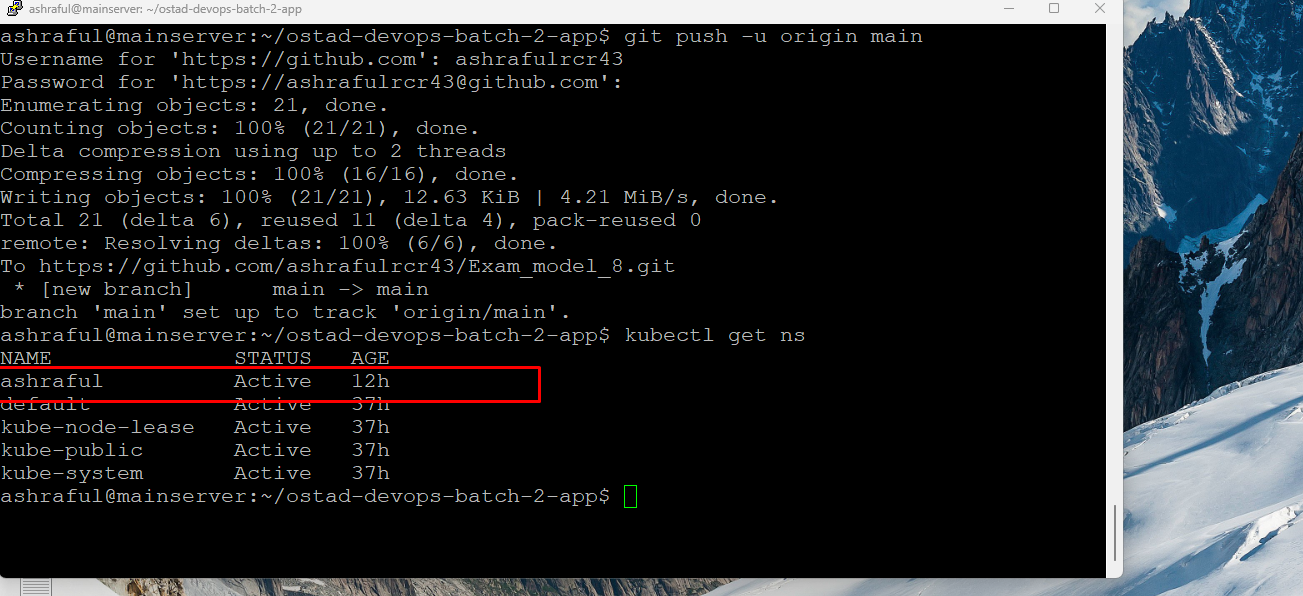 ashraful@mainserver: ~/ostad-devops-batch-2-app
ashraful@mainserver:~/ostad-devops-batch-2-app$ git push -u origin main
Username for 'https://github.com': ashrafulrcr43
Password for 'https://ashrafulrcr43@github.com':
Enumerating objects: 21, done.
Counting objects: 100% (21/21), done.
Delta compression using up to 2 threads
Compressing objects: 100% (16/16), done.
Writing objects: 100% (21/21), 12.63 KiB | 4.21 MiB/s, done.
Total 21 (delta 6), reused 11 (delta 4), pack-reused 0
remote: Resolving deltas: 100% (6/6), done.
To https://github.com/ashrafulrcr43/Exam_model_8.git
 * [new branch]      main -> main
branch 'main' set up to track 'origin/main'.
ashraful@mainserver:~/ostad-devops-batch-2-app$ kubectl get ns
NAME              STATUS   AGE
ashraful          Active   12h
default           Active   37h
kube-node-lease   Active   37h
kube-public       Active   37h
kube-system       Active   37h
ashraful@mainserver:~/ostad-devops-batch-2-app$